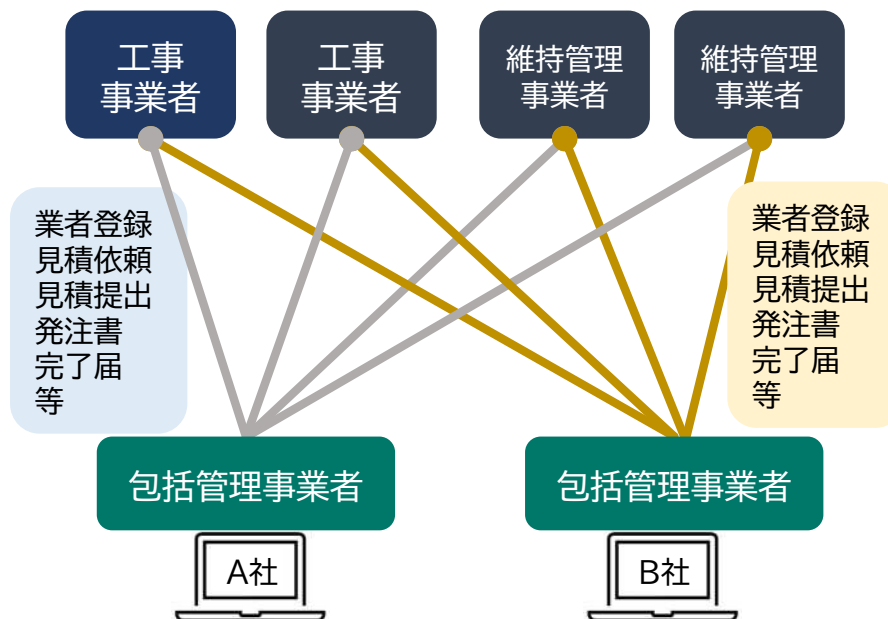 工事
事業者
工事
事業者
維持管理
事業者
維持管理
事業者
業者登録
見積依頼
見積提出
発注書
完了届
等
業者登録
見積依頼
見積提出
発注書
完了届
等
包括管理事業者
包括管理事業者
A社
B社